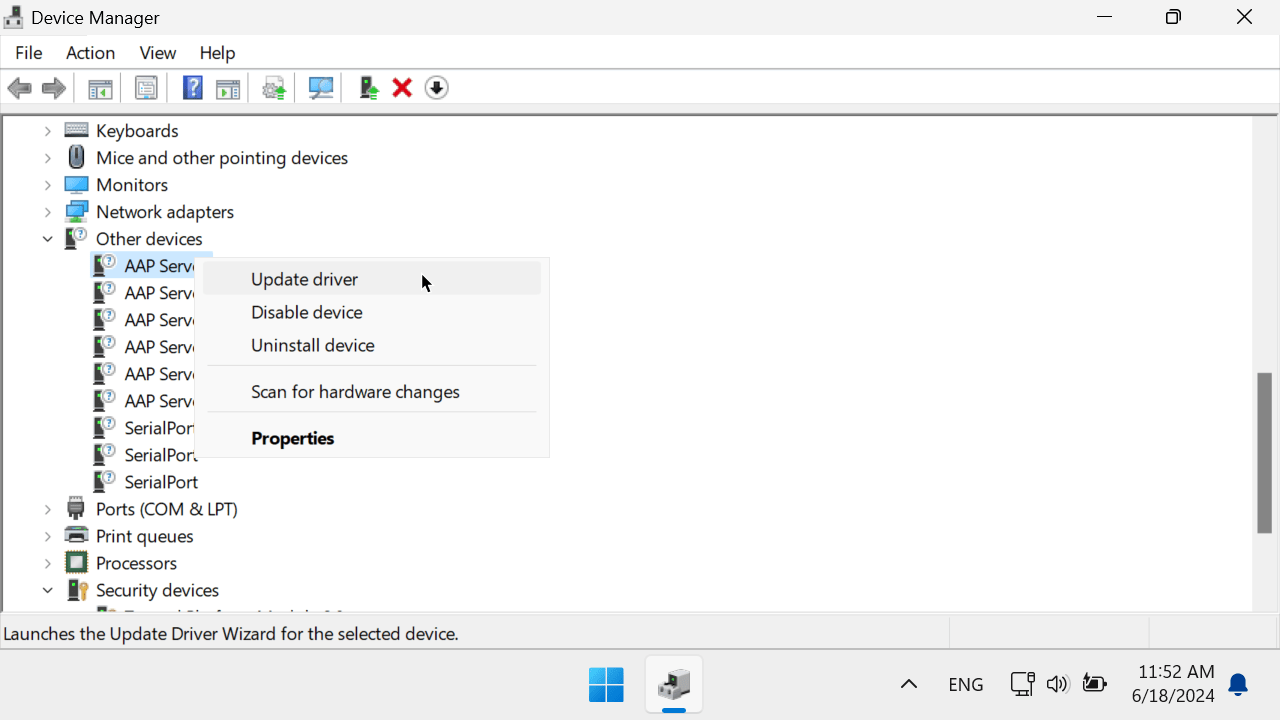 Device Manager
File Action View Help
Keyboards
Mice and other pointing devices
Monitors
Network adapters
Other devices
AAP Serv
Update driver
AAP Serv
Disable device
AAP Serv
AAP Serv
Uninstall device
AAP Serv
AAP Serv
Scan for hardware changes
SerialPort
Properties
SerialPort
SerialPort
Ports (COM & LPT)
Print queues
Processors
Security devices
Launches the Update Driver Wizard for the selected device.
ENG
11:52 AM
6/18/2024